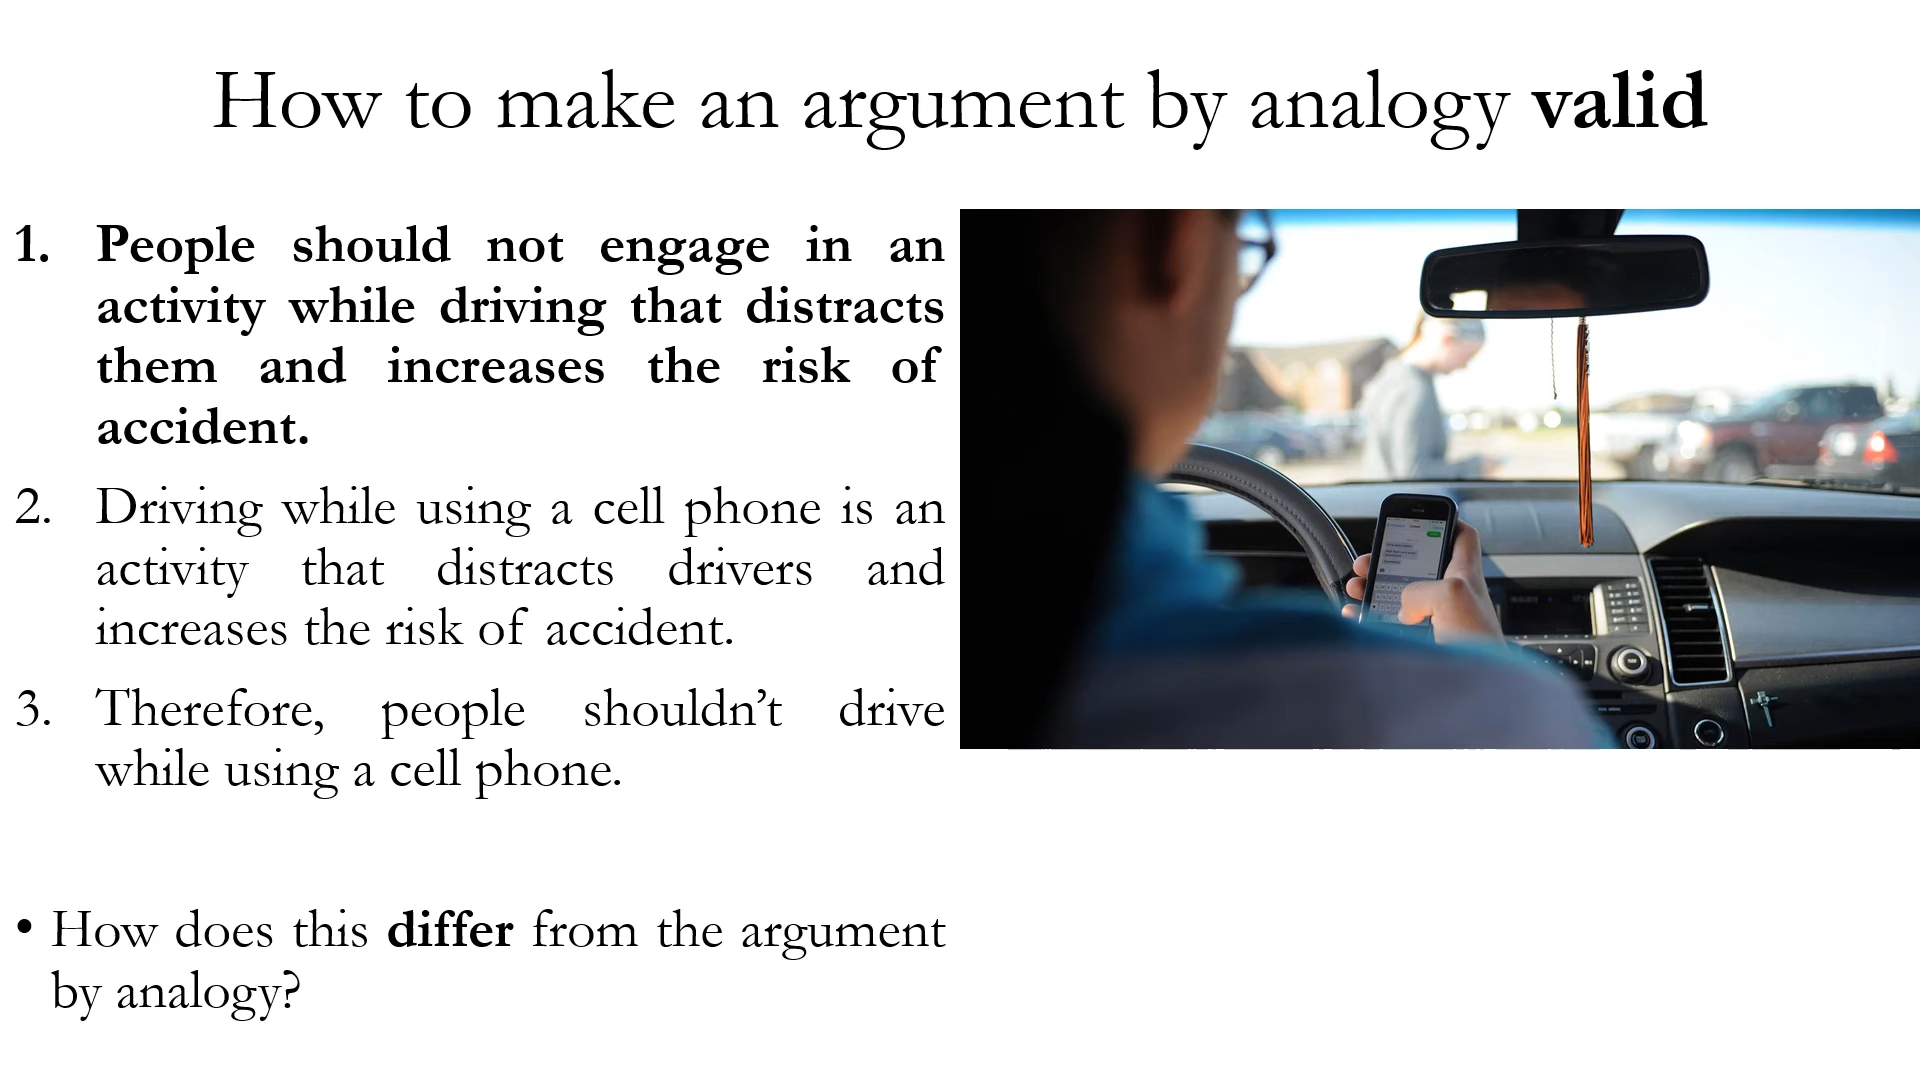 How to make an argument by analogy valid
1. People should not engage in an
activity while driving that distracts
them and increases the risk of
accident.
2. Driving while using a cell phone is an
activity that distracts drivers and
increases the risk of accident.
3. Therefore, people shouldn’t drive
while using a cell phone.
• How does this differ from the argument
by analogy?